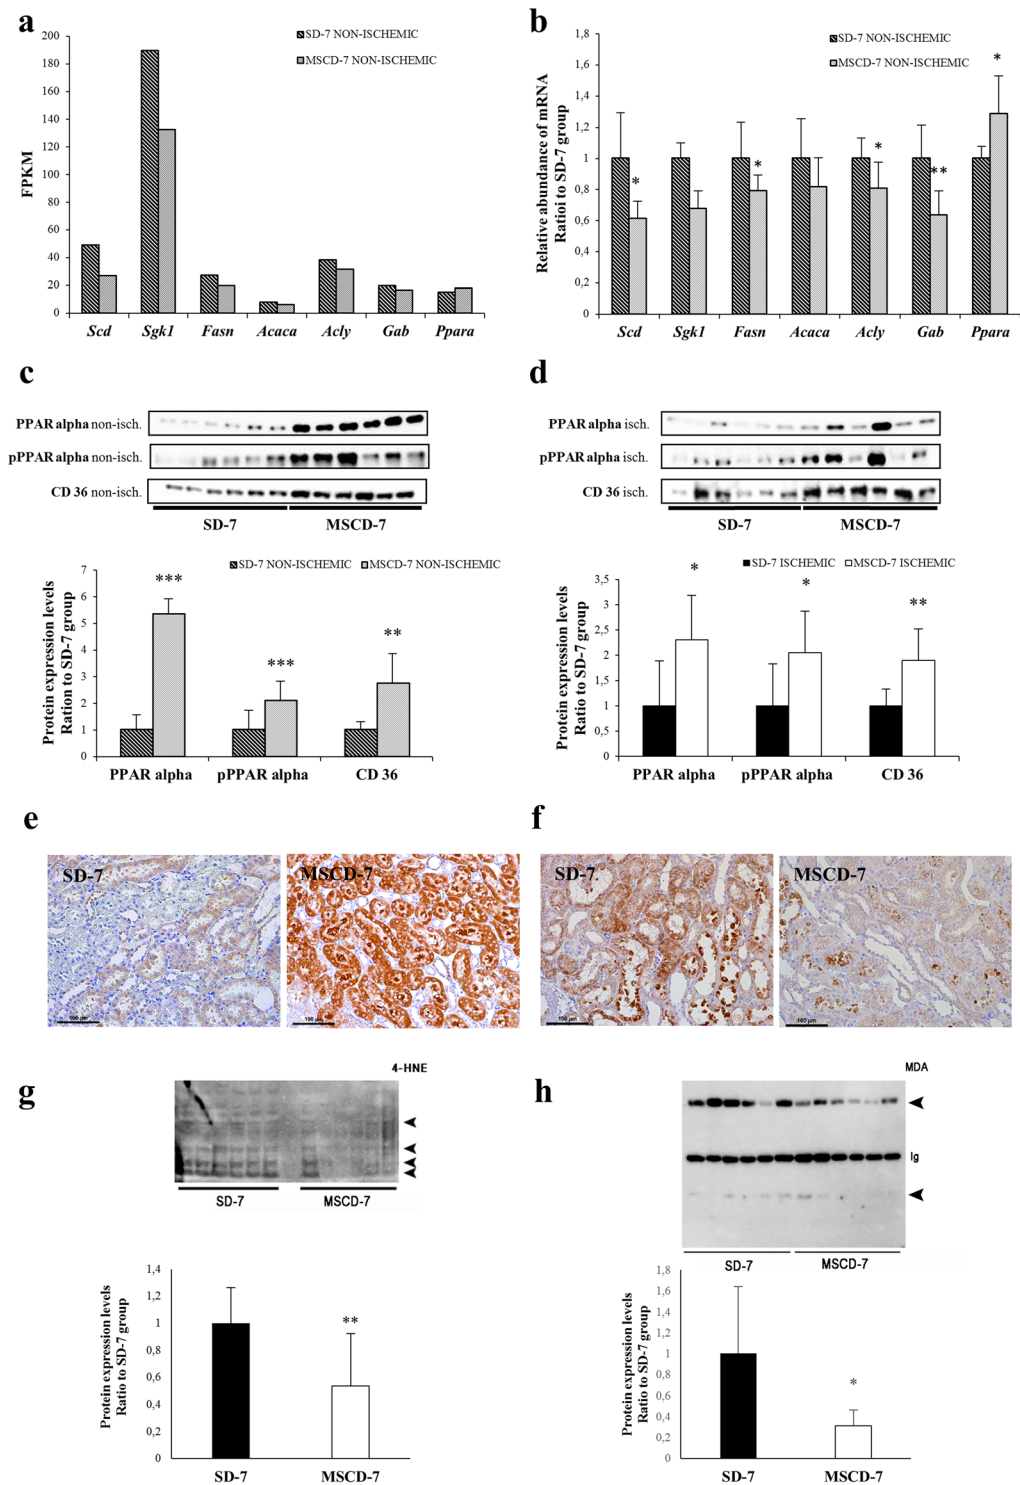 a
200
180
160
140
120
100
80
60
40
20
0
FPKM
SD-7 NON-ISCHEMIC
MSCD-7 NON-ISCHEMIC
Scd Sgk1 Fasn Acaca Acly Gab Ppara
b
1,8
1,6
1,4
1,2
1
0,8
0,6
0,4
0,2
0
Relative abundance of mRNA
Ratioi to SD-7 group
SD-7 NON-ISCHEMIC
MSCD-7 NON-ISCHEMIC
* * * ** *
Scd Sgk1 Fasn Acaca Acly Gab Ppara
c
PPAR alpha non-isch.
pPPAR alpha non-isch.
CD 36 non-isch.
SD-7 MSCD-7
SD-7 NON-ISCHEMIC MSCD-7 NON-ISCHEMIC
7
6
5
4
3
2
1
0
Protein expression levels
Ration to SD-7 group
*** *** **
PPAR alpha pPPAR alpha CD 36
d
PPAR alpha isch.
pPPAR alpha isch.
CD 36 isch.
SD-7 MSCD-7
SD-7 ISCHEMIC MSCD-7 ISCHEMIC
3,5
3
2,5
2
1,5
1
0,5
0
Protein expression levels
Ratio to SD-7 group
* * **
PPAR alpha pPPAR alpha CD 36
e
SD-7
100 µm
MSCD-7
100 µm
f
SD-7
100 µm
MSCD-7
100 µm
g
4-HNE
SD-7 MSCD-7
1,4
1,2
1
0,8
0,6
0,4
0,2
0
Protein expression levels
Ratio to SD-7 group
**
SD-7 MSCD-7
h
MDA
Ig
SD-7 MSCD-7
1,8
1,6
1,4
1,2
1
0,8
0,6
0,4
0,2
0
Protein expression levels
Ratio to SD-7 group
*
SD-7 MSCD-7